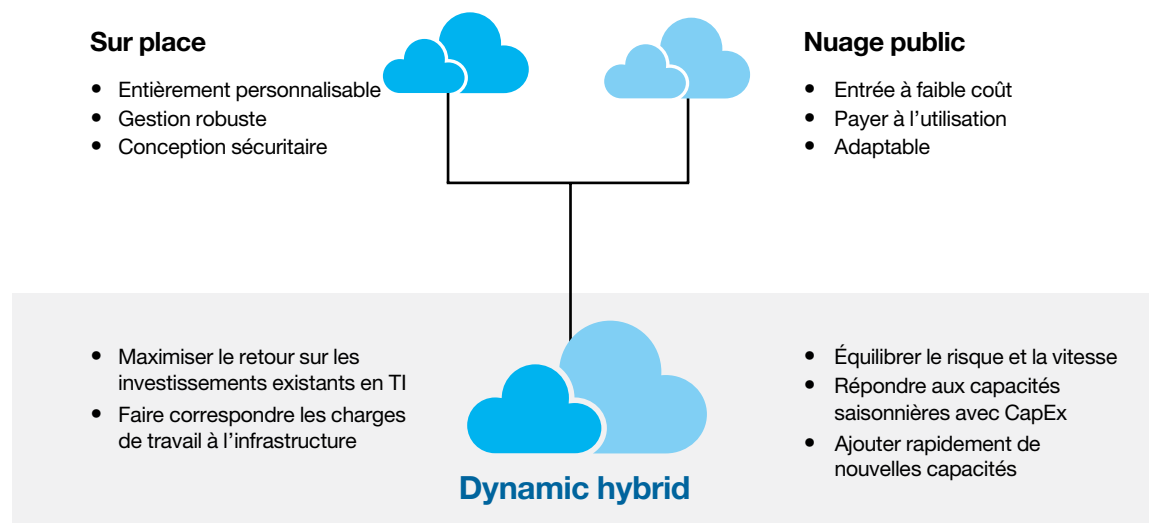 Sur place
• Entièrement personnalisable
• Gestion robuste
• Conception sécuritaire
Nuage public
• Entrée à faible coût
• Payer à l’utilisation
• Adaptable
• Maximiser le retour sur les
investissements existants en TI
• Faire correspondre les charges
de travail à l’infrastructure
• Équilibrer le risque et la vitesse
• Répondre aux capacités
saisonnières avec CapEx
• Ajouter rapidement de
nouvelles capacités
Dynamic hybrid